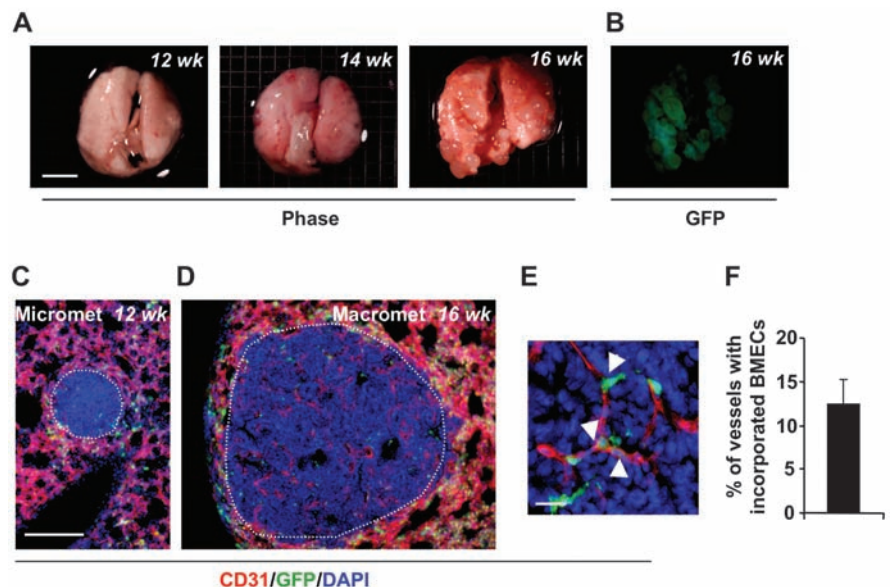 A
B
12 wk
14 wk
16 wk
16 wk
Phase
GFP
C
D
E
F
Micromet 12 wk
Macromet 16 wk
% of vessels with
incorporated BMECs
20
15
10
5
0
CD31/GFP/DAPI